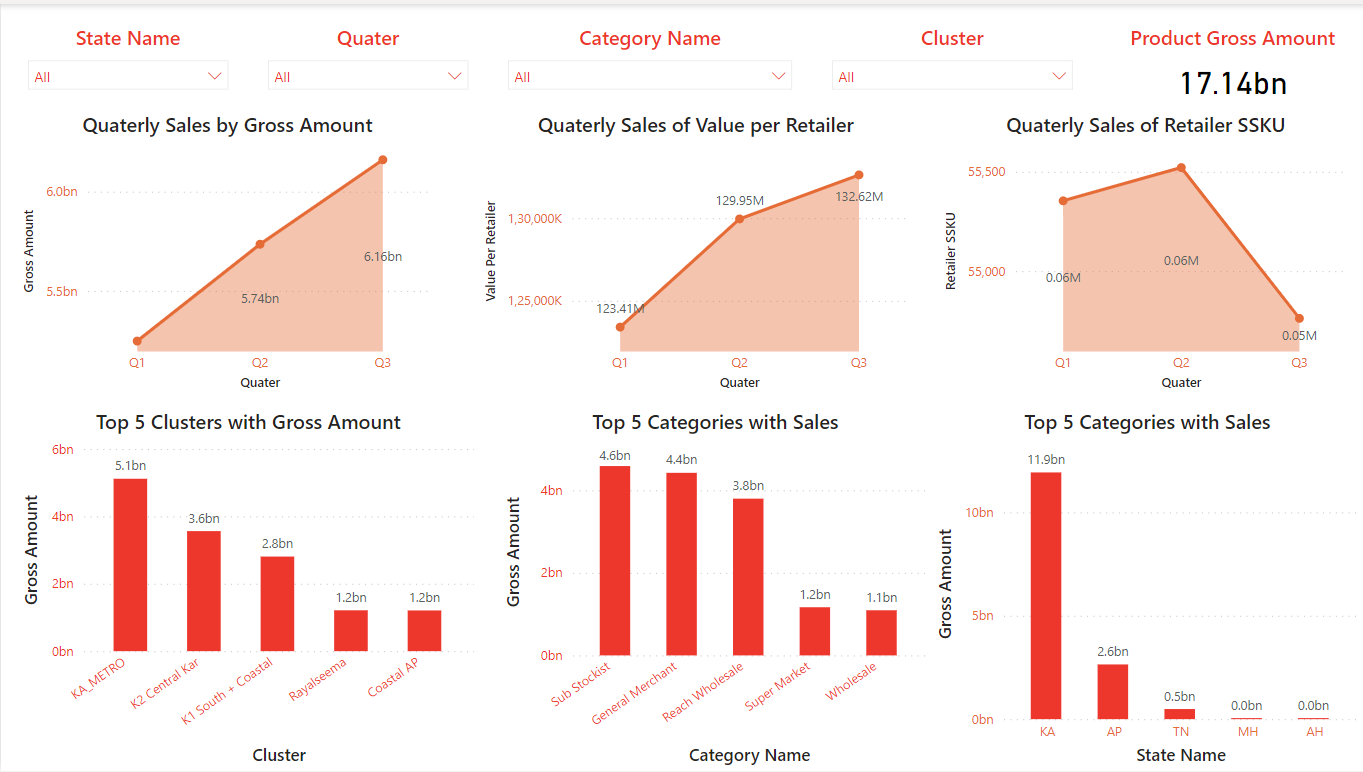 State Name
Quater
Category Name
Cluster
Product Gross Amount
All
All
All
All
17.14bn
Quaterly Sales by Gross Amount
6.0bn
5.5bn
Gross Amount
5.74bn
6.16bn
Q1
Q2
Q3
Quater
Quaterly Sales of Value per Retailer
1,30,000K
1,25,000K
Value Per Retailer
123.41M
129.95M
132.62M
Q1
Q2
Q3
Quater
Quaterly Sales of Retailer SSKU
55,500
55,000
Retailer SSKU
0.06M
0.06M
0.05M
Q1
Q2
Q3
Quater
Top 5 Clusters with Gross Amount
6bn
4bn
2bn
0bn
Gross Amount
5.1bn
3.6bn
2.8bn
1.2bn
1.2bn
KA_METRO
K2 Central Kar
K1 South + Coastal
Rayalseema
Coastal AP
Cluster
Top 5 Categories with Sales
4bn
2bn
0bn
Gross Amount
4.6bn
4.4bn
3.8bn
1.2bn
1.1bn
Sub Stockist
General Merchant
Reach Wholesale
Super Market
Wholesale
Category Name
Top 5 Categories with Sales
10bn
5bn
0bn
Gross Amount
11.9bn
2.6bn
0.5bn
0.0bn
0.0bn
KA
AP
TN
MH
AH
State Name